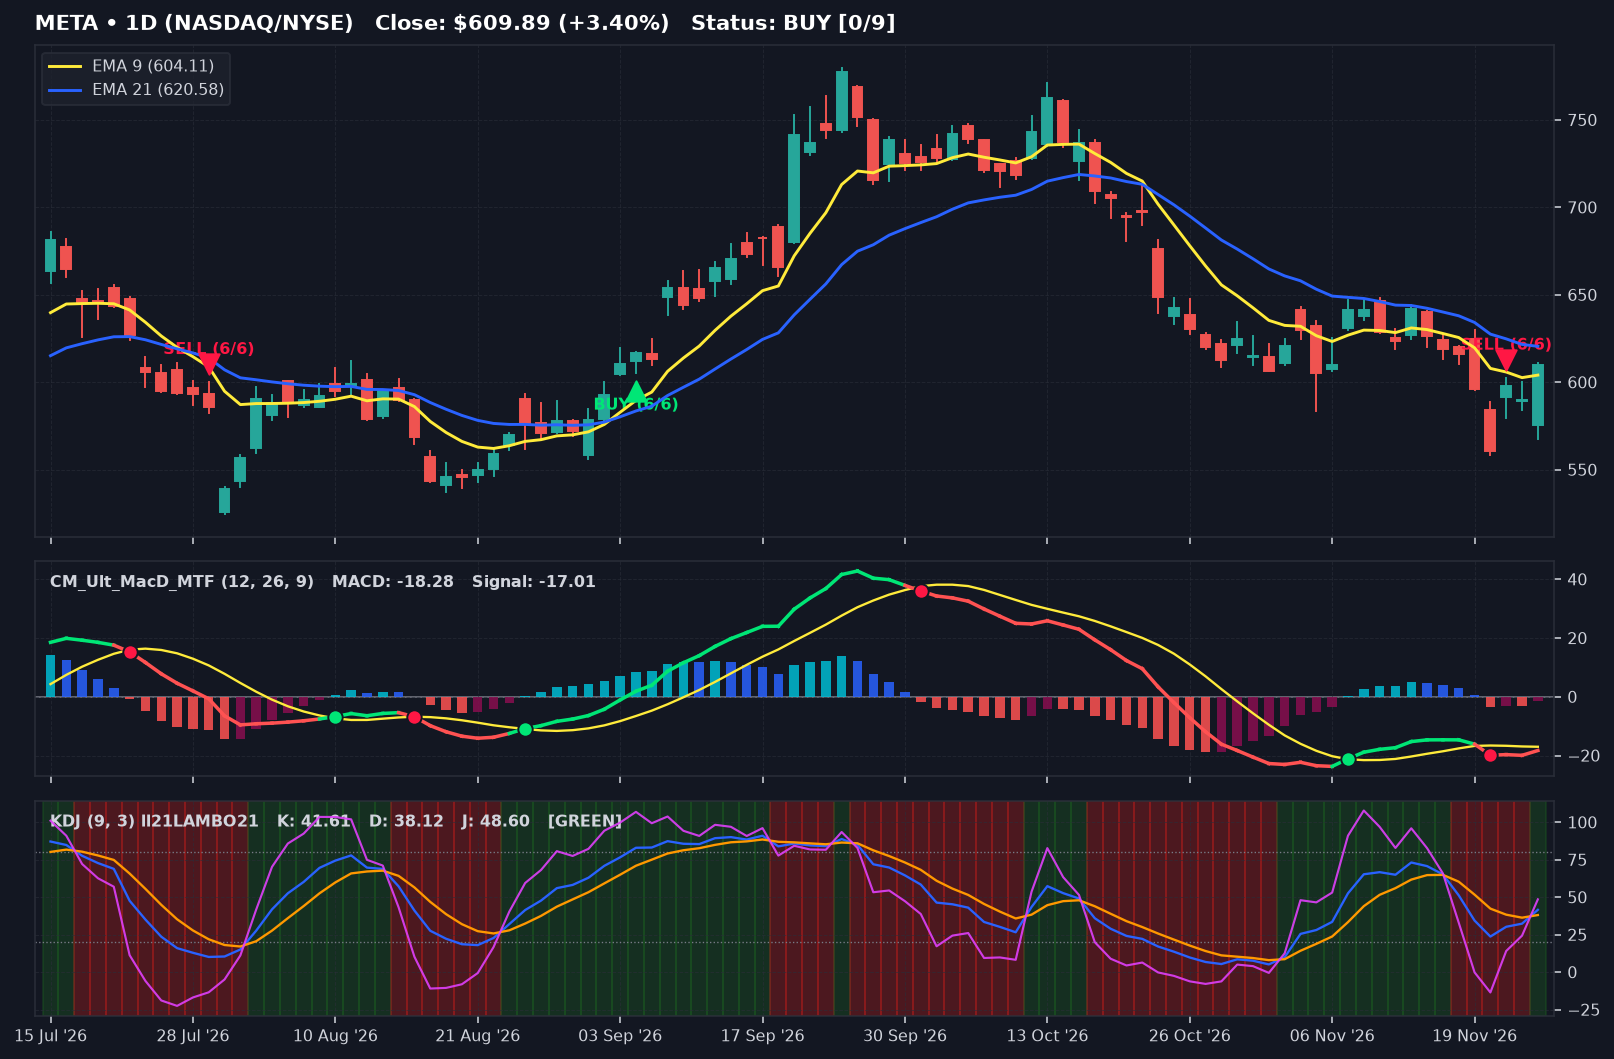 META • 1D (NASDAQ/NYSE) Close: $609.89 (+3.40%) Status: BUY [0/9]
EMA 9 (604.11)
EMA 21 (620.58)
750
700
650
600
550
SELL (6/6)
BUY (6/6)
SELL (6/6)
CM_Ult_MacD_MTF (12, 26, 9) MACD: -18.28 Signal: -17.01
40
20
0
−20
KDJ (9, 3) II21LAMBO21 K: 41.61 D: 38.12 J: 48.60 [GREEN]
100
75
50
25
0
−25
15 Jul '26 28 Jul '26 10 Aug '26 21 Aug '26 03 Sep '26 17 Sep '26 30 Sep '26 13 Oct '26 26 Oct '26 06 Nov '26 19 Nov '26